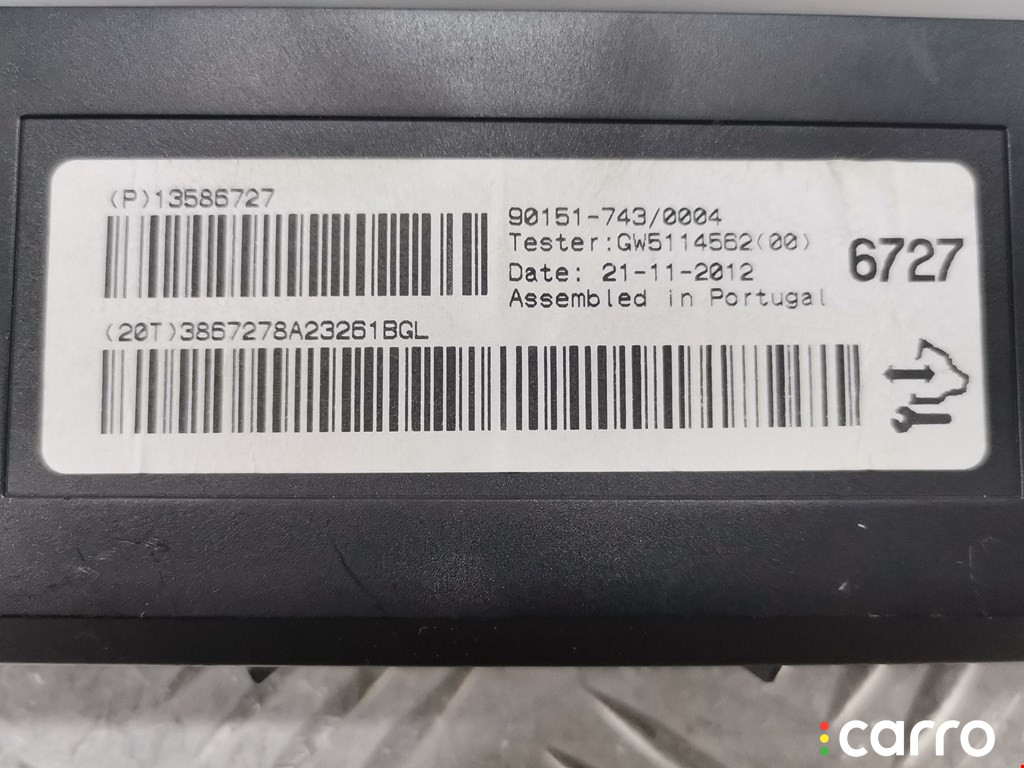 (P)13586727
90151-743/0004
Tester:GW5114562(00)
Date: 21-11-2012
Assembled in Portugal
6727
(20T)3867278A23261BGL
carro